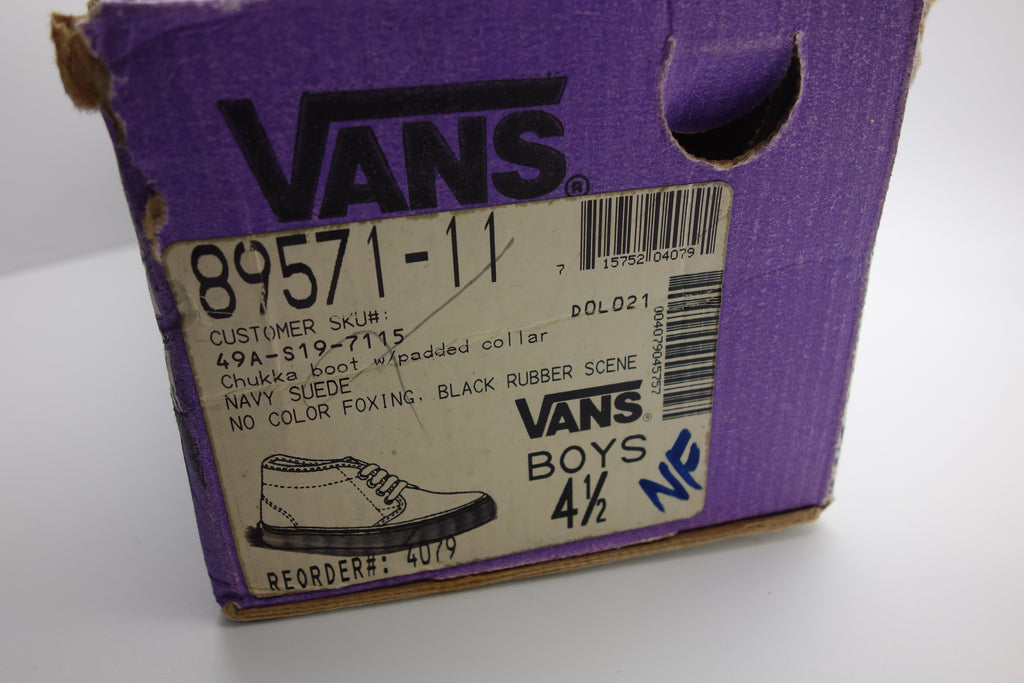 VANS®
89571-11
7 15752 04079
CUSTOMER SKU#:
DOL021
49A-S19-7115
Chukka boot w/padded collar
NAVY SUEDE
NO COLOR FOXING, BLACK RUBBER SCENE
004079045757
VANS®
BOYS
4½
NF
REORDER#: 4079